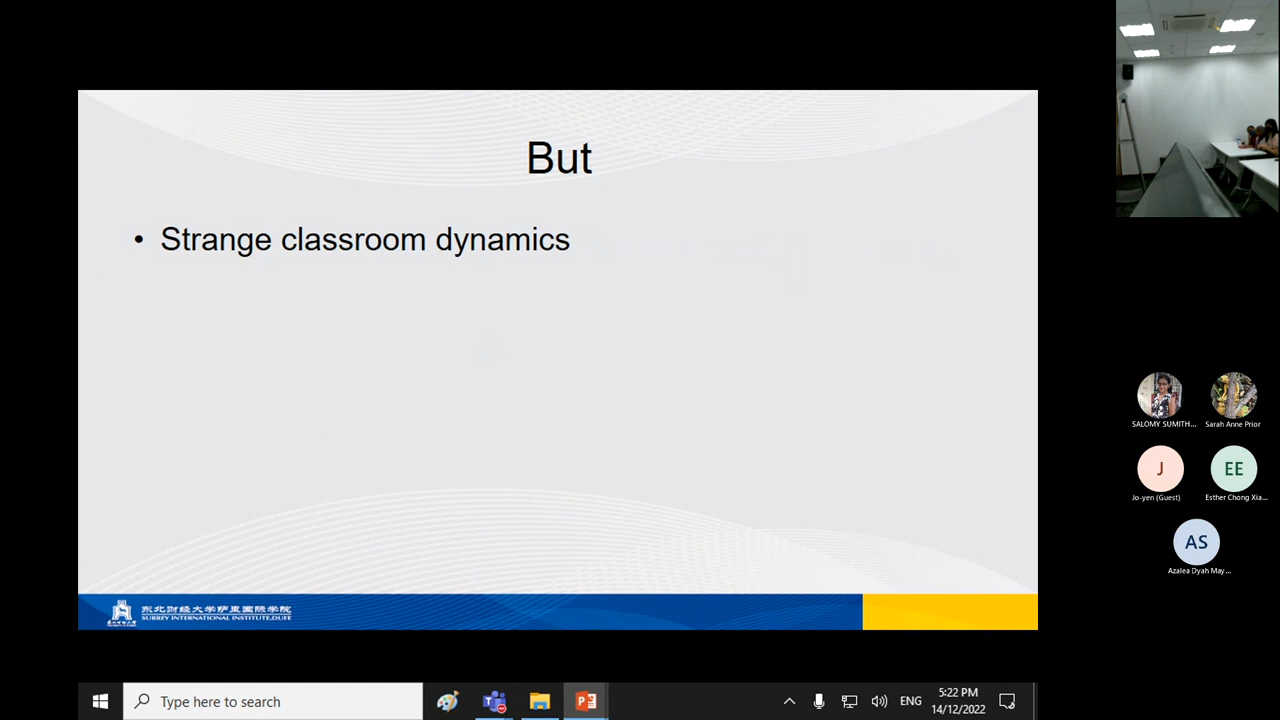 But
• Strange classroom dynamics
东北财经大学萨里国际学院
SURREY INTERNATIONAL INSTITUTE,DUFE
SALOMY SUMITH...
Sarah Anne Prior
J
EE
Jo-yen (Guest)
Esther Chong Xia...
AS
Azalea Dyah May...
Type here to search
ENG
5:22 PM
14/12/2022